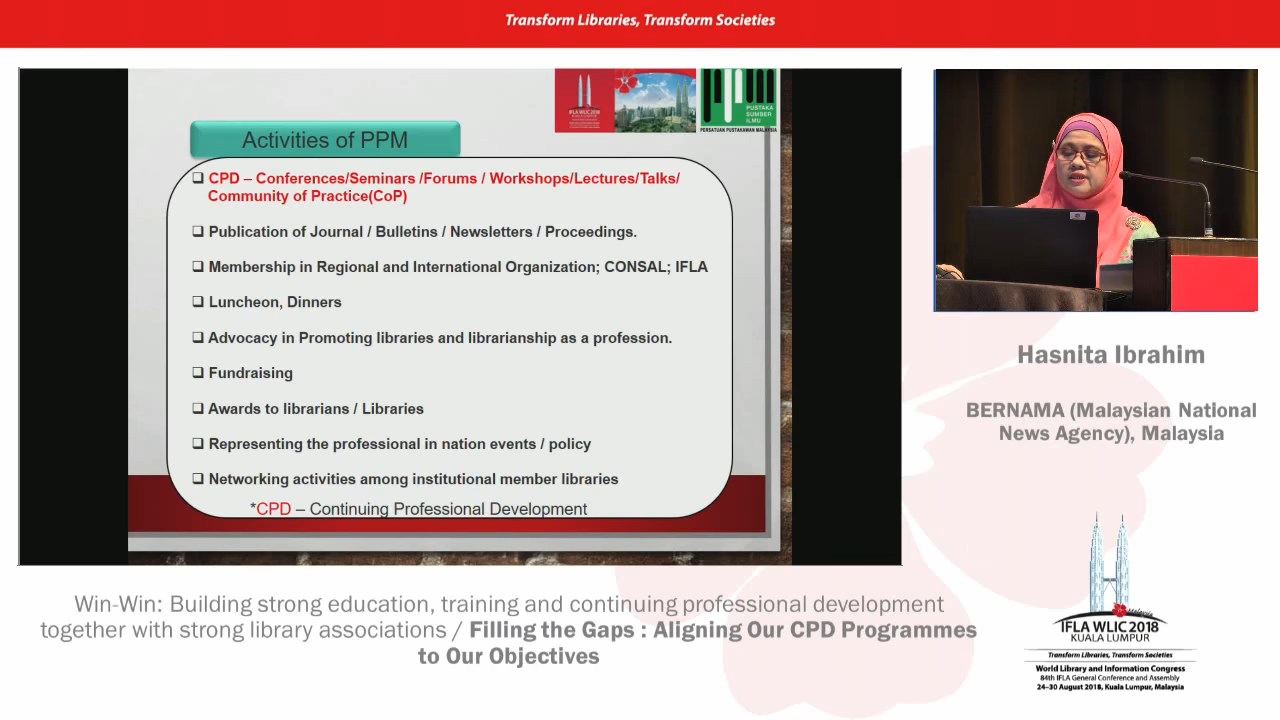 Transform Libraries, Transform Societies
IFLA WLIC 2018
KUALA LUMPUR
PUSTAKA
SUMBER
ILMU
PERSATUAN PUSTAKAWAN MALAYSIA
Activities of PPM
❑ CPD – Conferences/Seminars /Forums / Workshops/Lectures/Talks/
Community of Practice(CoP)
❑ Publication of Journal / Bulletins / Newsletters / Proceedings.
❑ Membership in Regional and International Organization; CONSAL; IFLA
❑ Luncheon, Dinners
❑ Advocacy in Promoting libraries and librarianship as a profession.
❑ Fundraising
❑ Awards to librarians / Libraries
❑ Representing the professional in nation events / policy
❑ Networking activities among institutional member libraries
*CPD – Continuing Professional Development
Hasnita Ibrahim
BERNAMA (Malaysian National
News Agency), Malaysia
Win-Win: Building strong education, training and continuing professional development
together with strong library associations / Filling the Gaps : Aligning Our CPD Programmes
to Our Objectives
Malaysia
IFLA WLIC 2018
KUALA LUMPUR
Transform Libraries, Transform Societies
World Library and Information Congress
84th IFLA General Conference and Assembly
24–30 August 2018, Kuala Lumpur, Malaysia